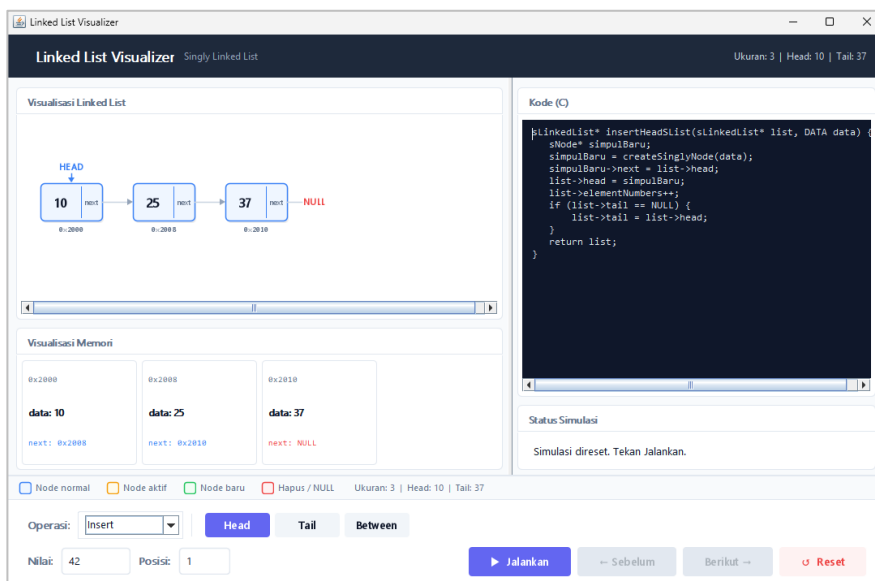 Linked List Visualizer
Linked List Visualizer Singly Linked List Ukuran: 3 | Head: 10 | Tail: 37
Visualisasi Linked List
HEAD
10 next 25 next 37 next NULL
0x2000 0x2008 0x2010
Visualisasi Memori
0x2000 0x2008 0x2010
data: 10 data: 25 data: 37
next: 0x2008 next: 0x2010 next: NULL
Kode (C)
sLinkedList* insertHeadSList(sLinkedList* list, DATA data) {
sNode* simpulBaru;
simpulBaru = createSinglyNode(data);
simpulBaru->next = list->head;
list->head = simpulBaru;
list->elementNumbers++;
if (list->tail == NULL) {
list->tail = list->head;
}
return list;
}
Status Simulasi
Simulasi direset. Tekan Jalankan.
Node normal Node aktif Node baru Hapus / NULL Ukuran: 3 | Head: 10 | Tail: 37
Operasi: Insert Head Tail Between
Nilai: 42 Posisi: 1 ▶ Jalankan ← Sebelum Berikut → ↺ Reset